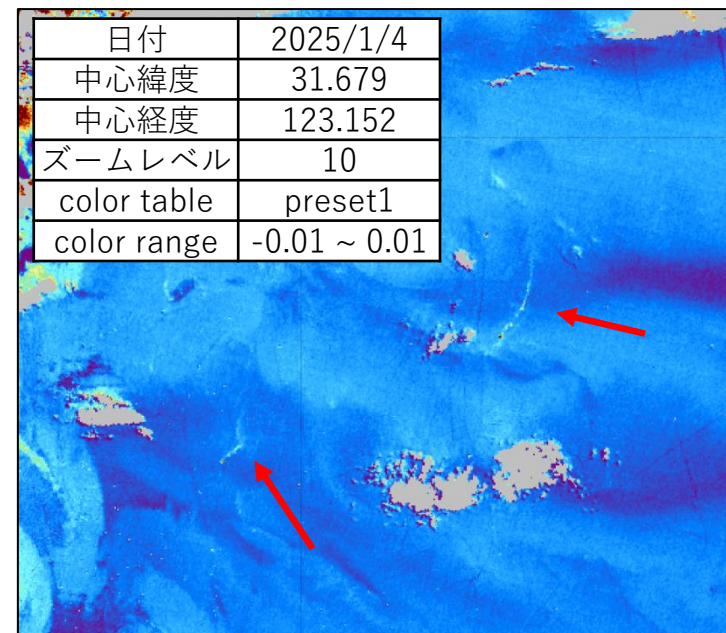 日付 2025/1/4
中心緯度 31.679
中心経度 123.152
ズームレベル 10
color table preset1
color range -0.01 ~ 0.01